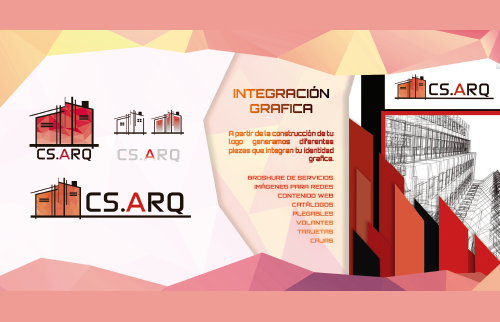 CS.ARQ
CS.ARQ
CS.ARQ
INTEGRACIÓN
GRAFICA
A partir de la construcción de tu
logo generamos diferentes
piezas que integran tu identidad
grafica.
BROSHURE DE SERVICIOS
IMÁGENES PARA REDES
CONTENIDO WEB
CATÁLOGOS
PLEGABLES
VOLANTES
TARJETAS
CAJAS
CS.ARQ